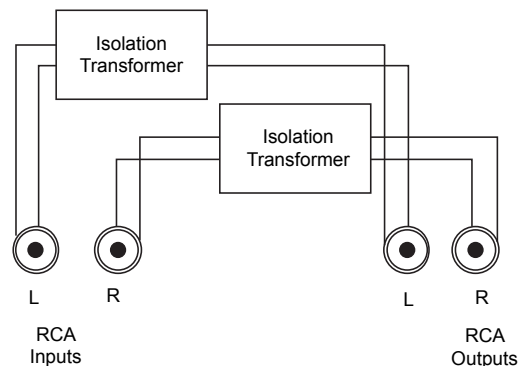 Isolation
Transformer
Isolation
Transformer
L
R
L
R
RCA
Inputs
RCA
Outputs